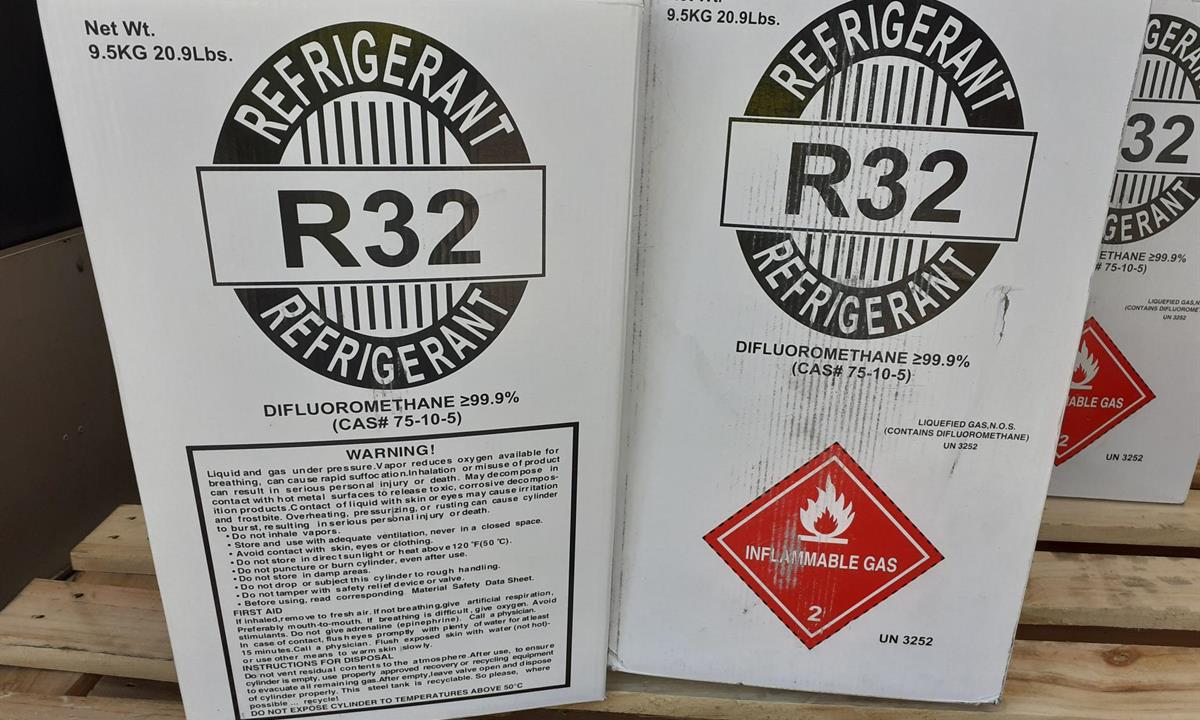 Net Wt.
9.5KG 20.9Lbs.
REFRIGERANT
R32
REFRIGERANT
DIFLUOROMETHANE ≥99.9%
(CAS# 75-10-5)
WARNING!
Liquid and gas under pressure.Vapor reduces oxygen available for
breathing, can cause rapid suffocation.Inhalation or misuse of product
can result in serious personal injury or death. May decompose in
contact with hot metal surfaces to release toxic, corrosive decompos-
ition products.Contact of liquid with skin or eyes may cause irritation
and frostbite. Overheating, pressurizing, or rusting can cause cylinder
to burst, resulting in serious personal injury or death.
• Do not inhale vapors.
• Store and use with adequate ventilation, never in a closed space.
• Avoid contact with skin, eyes or clothing.
• Do not store in direct sunlight or heat above 120 °F(50 °C).
• Do not puncture or burn cylinder, even after use.
• Do not store in damp areas.
• Do not drop or subject this cylinder to rough handling.
• Do not tamper with safety relief device or valve.
• Before using, read corresponding Material Safety Data Sheet.
FIRST AID
If inhaled,remove to fresh air. If not breathing,give artificial respiration,
Preferably mouth-to-mouth. If breathing is difficult, give oxygen. Avoid
stimulants. Do not give adrenaline (epinephrine). Call a physician.
In case of contact, flush eyes promptly with plenty of water for at least
15 minutes.Call a physician. Flush exposed skin with water (not hot)-
or use other means to warm skin slowly.
INSTRUCTIONS FOR DISPOSAL
Do not vent residual contents to the atmosphere.After use, to ensure
cylinder is empty, use properly approved recovery or recycling equipment
to evacuate all remaining gas.After empty,leave valve open and dispose
of cylinder properly. This steel tank is recyclable. So please, where
possible ... recycle!
DO NOT EXPOSE CYLINDER TO TEMPERATURES ABOVE 50°C
Net Wt.
9.5KG 20.9Lbs.
REFRIGERANT
R32
REFRIGERANT
DIFLUOROMETHANE ≥99.9%
(CAS# 75-10-5)
LIQUEFIED GAS,N.O.S.
(CONTAINS DIFLUOROMETHANE)
UN 3252
INFLAMMABLE GAS
2
UN 3252
GERA
32
GERANT
ETHANE ≥99.9%
# 75-10-5)
LIQUEFIED GAS,N.O
(CONTAINS DIFLUOROMET
UN 3252
ABLE GAS
2
UN 3252